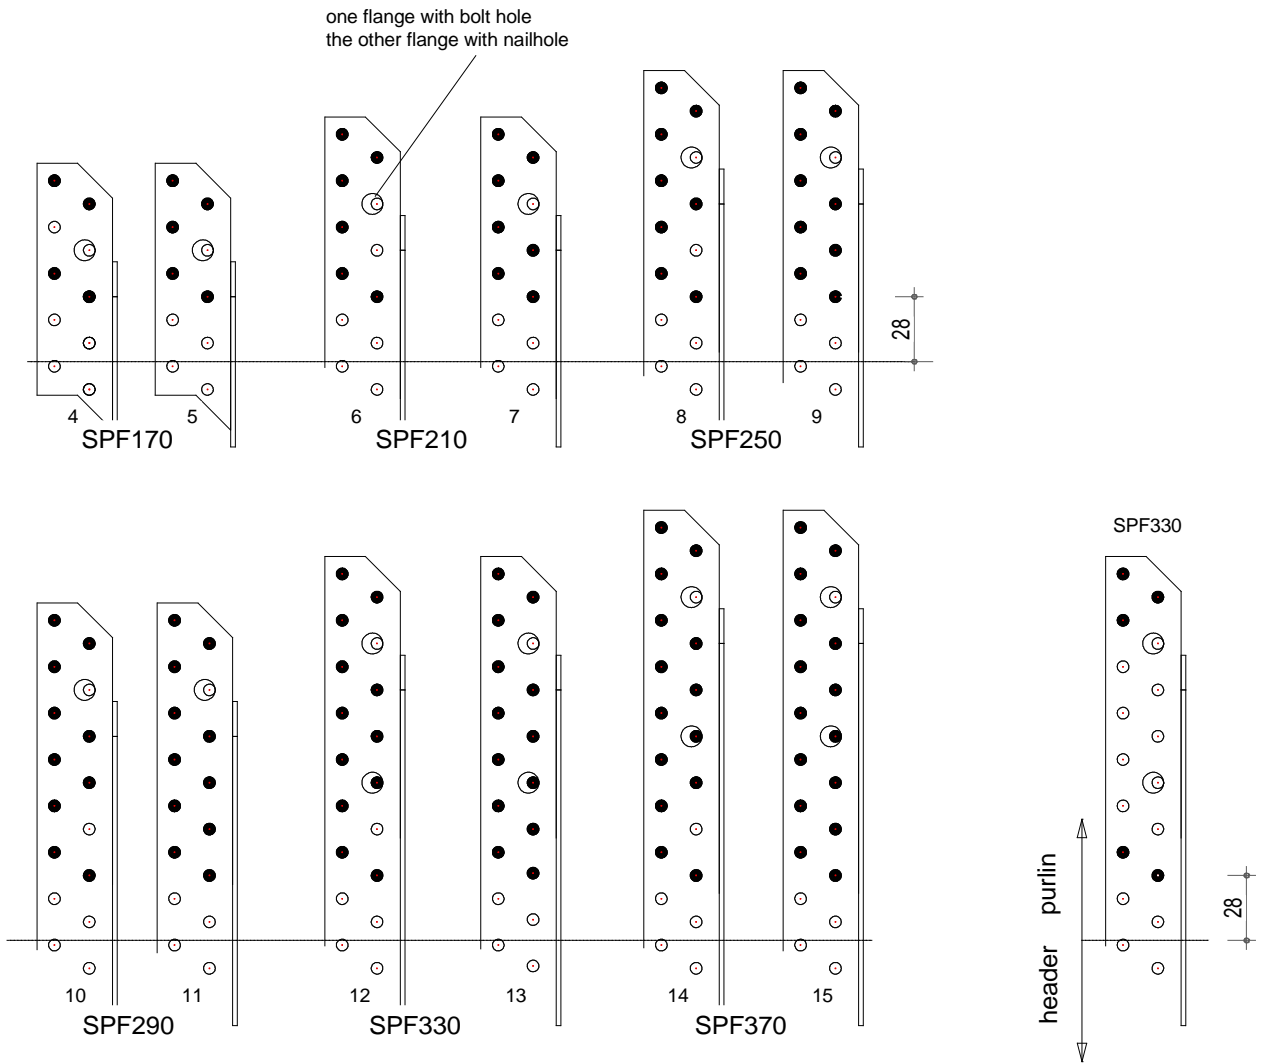 one flange with bolt hole
the other flange with nailhole
28
4 5 6 7 8 9
SPF170 SPF210 SPF250
SPF330
purlin
header
28
10 11 12 13 14 15
SPF290 SPF330 SPF370